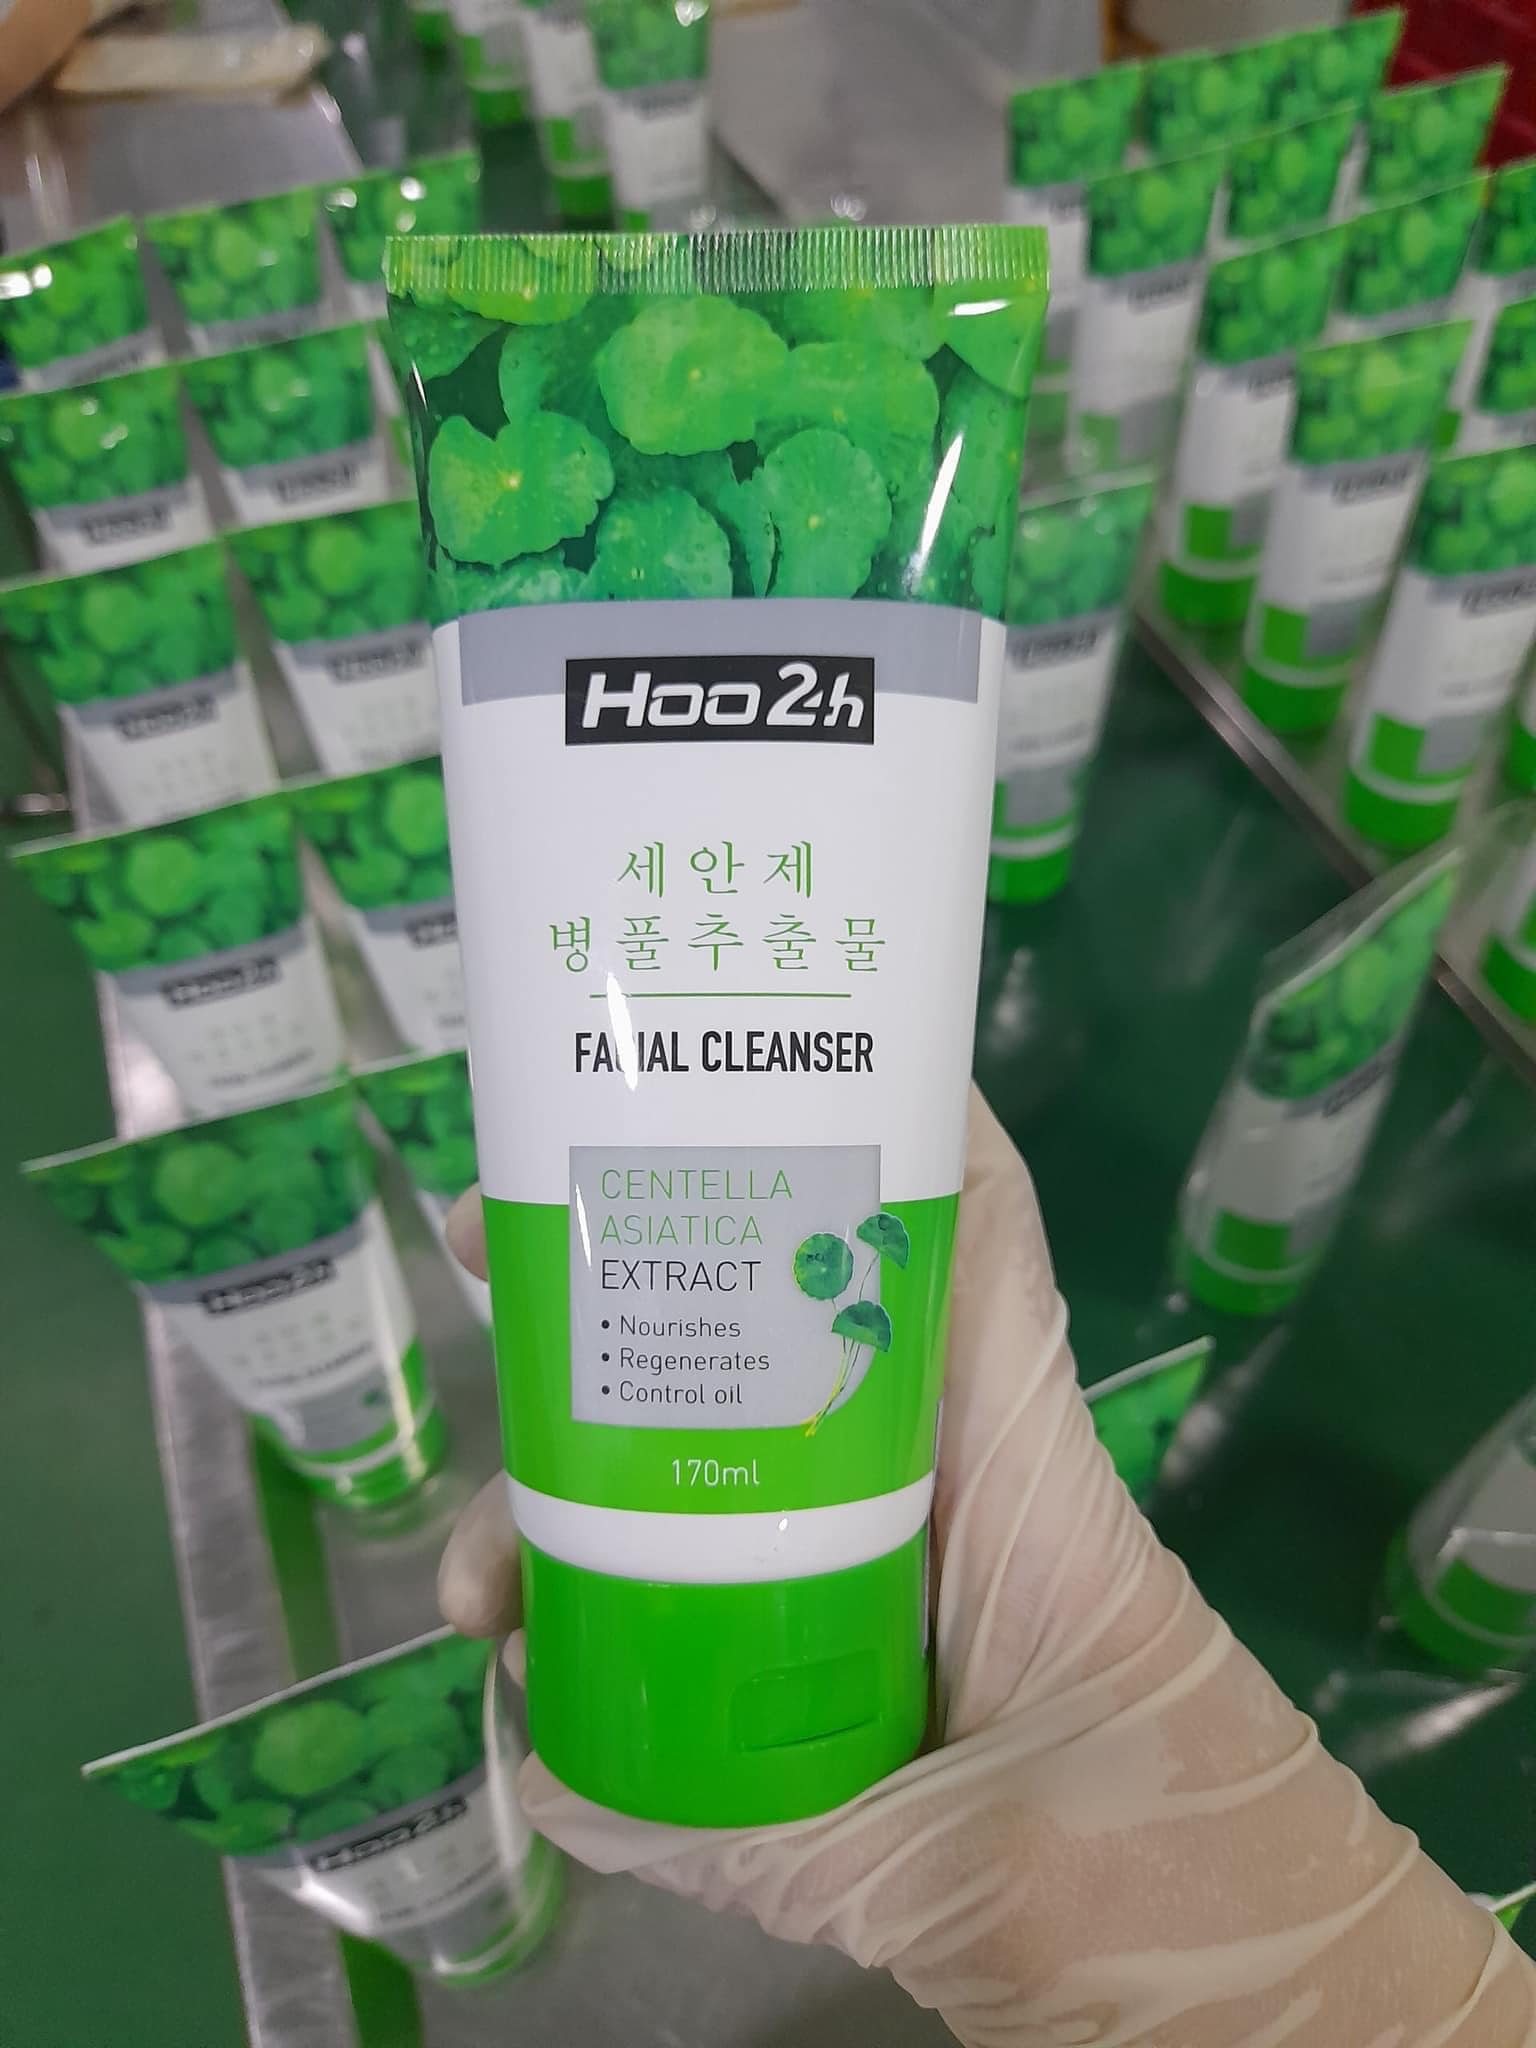 Hoo2h
세안제
병풀추출물
FACIAL CLEANSER
CENTELLA
ASIATICA
EXTRACT
• Nourishes
• Regenerates
• Control oil
170ml